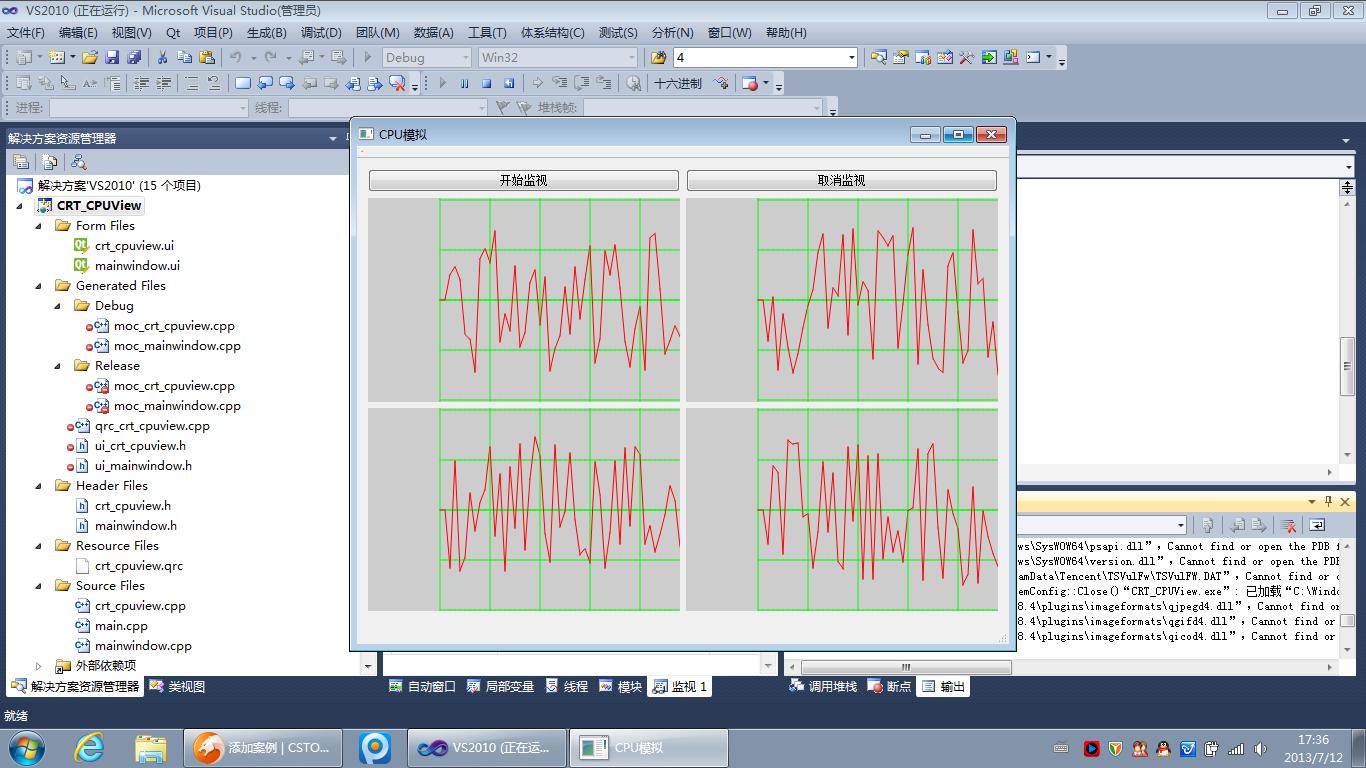 VS2010 (正在运行) - Microsoft Visual Studio(管理员)
文件(F) 编辑(E) 视图(V) Qt 项目(P) 生成(B) 调试(D) 团队(M) 数据(A) 工具(T) 体系结构(C) 测试(S) 分析(N) 窗口(W) 帮助(H)
Debug Win32 4
十六进制
进程: 线程: 堆栈帧:
解决方案资源管理器
解决方案'VS2010' (15 个项目)
CRT_CPUView
Form Files
crt_cpuview.ui
mainwindow.ui
Generated Files
Debug
moc_crt_cpuview.cpp
moc_mainwindow.cpp
Release
moc_crt_cpuview.cpp
moc_mainwindow.cpp
qrc_crt_cpuview.cpp
ui_crt_cpuview.h
ui_mainwindow.h
Header Files
crt_cpuview.h
mainwindow.h
Resource Files
crt_cpuview.qrc
Source Files
crt_cpuview.cpp
main.cpp
mainwindow.cpp
外部依赖项
解决方案资源管理器 类视图
CPU模拟
开始监视 取消监视
ws\SysWOW64\psapi.dll”, Cannot find or open the PDB f
ws\SysWOW64\version.dll”, Cannot find or open the PDB
amData\Tencent\TSVulFw\TSVulFW.DAT”, Cannot find or o
emConfig::Close()“CRT_CPUView.exe”: 已加载“C:\Windo
8.4\plugins\imageformats\qjpegd4.dll”, Cannot find or
8.4\plugins\imageformats\qgifd4.dll”, Cannot find or
8.4\plugins\imageformats\qicod4.dll”, Cannot find or
自动窗口 局部变量 线程 模块 监视 1
调用堆栈 断点 输出
就绪
添加案例 | CSTO... VS2010 (正在运... CPU模拟
17:36
2013/7/12